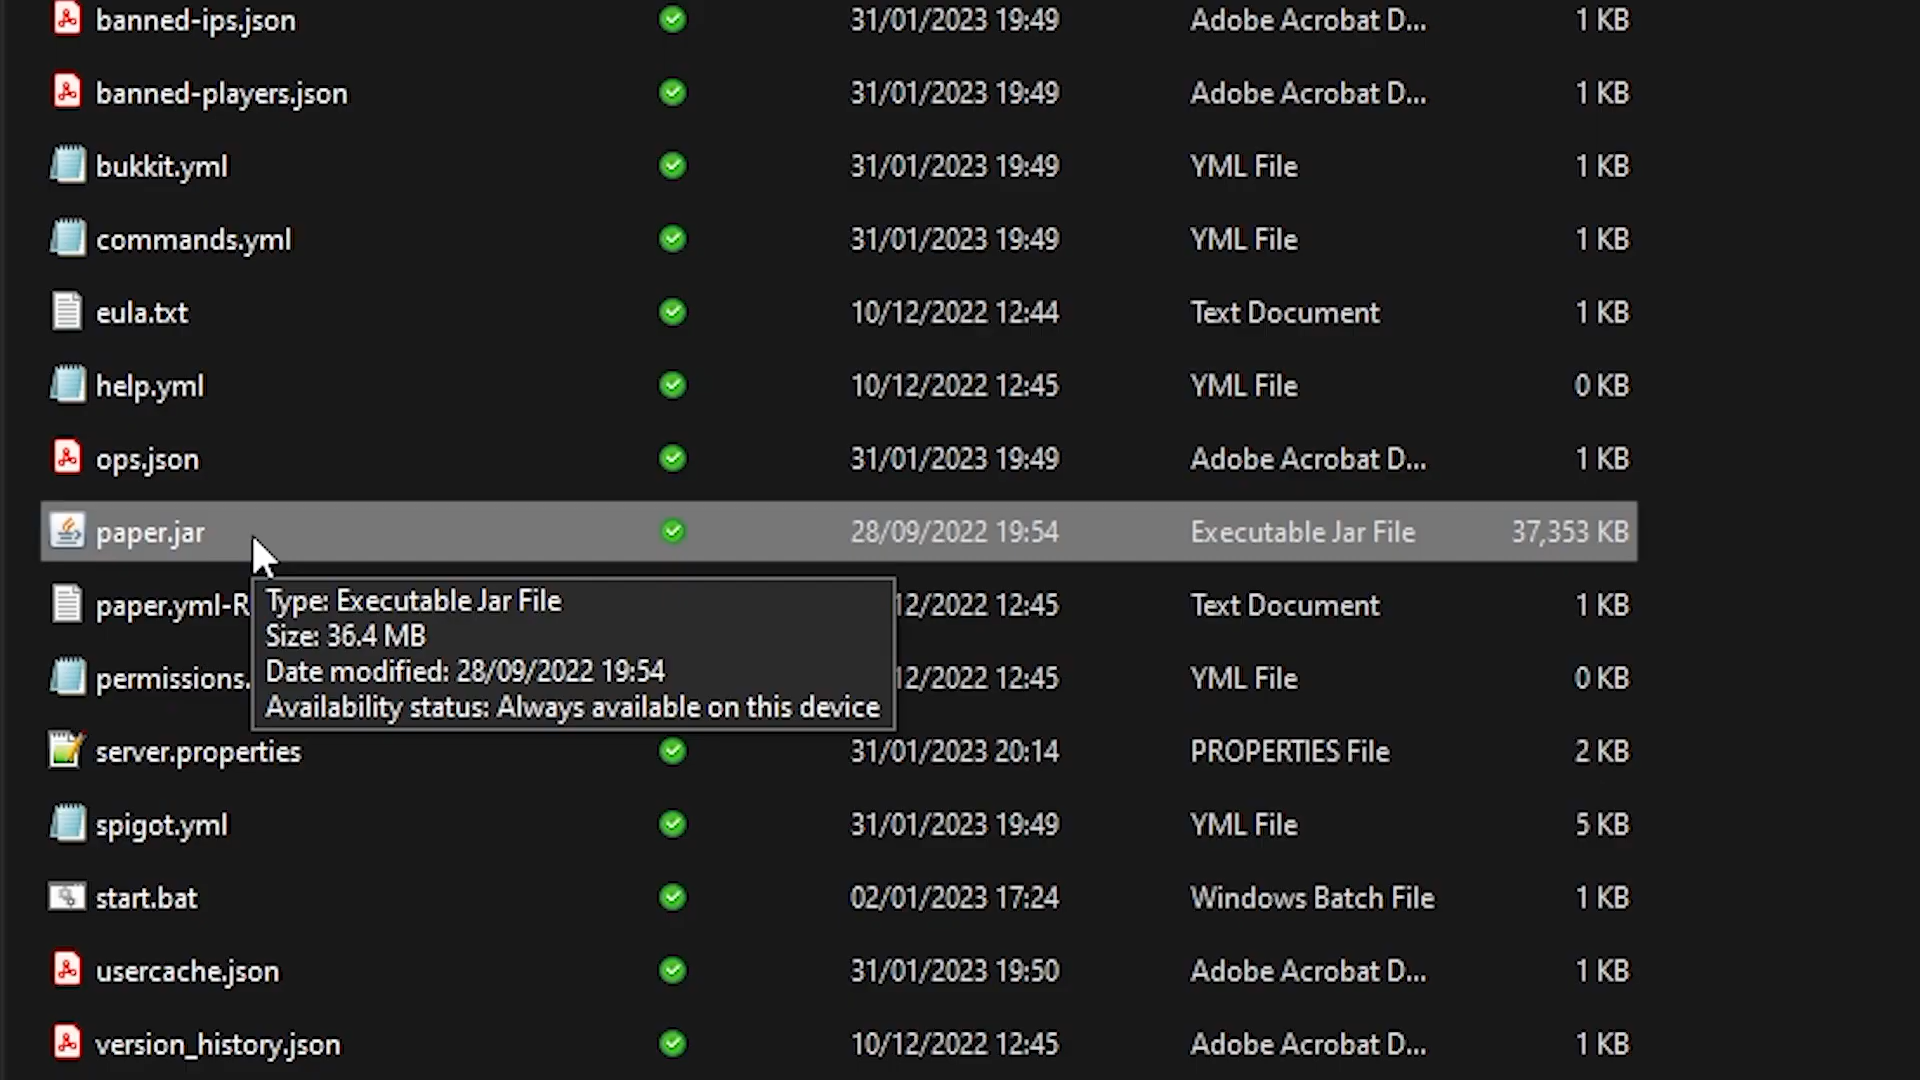 banned-ips.json 31/01/2023 19:49 Adobe Acrobat D... 1 KB
banned-players.json 31/01/2023 19:49 Adobe Acrobat D... 1 KB
bukkit.yml 31/01/2023 19:49 YML File 1 KB
commands.yml 31/01/2023 19:49 YML File 1 KB
eula.txt 10/12/2022 12:44 Text Document 1 KB
help.yml 10/12/2022 12:45 YML File 0 KB
ops.json 31/01/2023 19:49 Adobe Acrobat D... 1 KB
paper.jar 28/09/2022 19:54 Executable Jar File 37,353 KB
paper.yml-R 12/2022 12:45 Text Document 1 KB
Type: Executable Jar File
Size: 36.4 MB
Date modified: 28/09/2022 19:54
Availability status: Always available on this device
permissions. 12/2022 12:45 YML File 0 KB
server.properties 31/01/2023 20:14 PROPERTIES File 2 KB
spigot.yml 31/01/2023 19:49 YML File 5 KB
start.bat 02/01/2023 17:24 Windows Batch File 1 KB
usercache.json 31/01/2023 19:50 Adobe Acrobat D... 1 KB
version_history.json 10/12/2022 12:45 Adobe Acrobat D... 1 KB